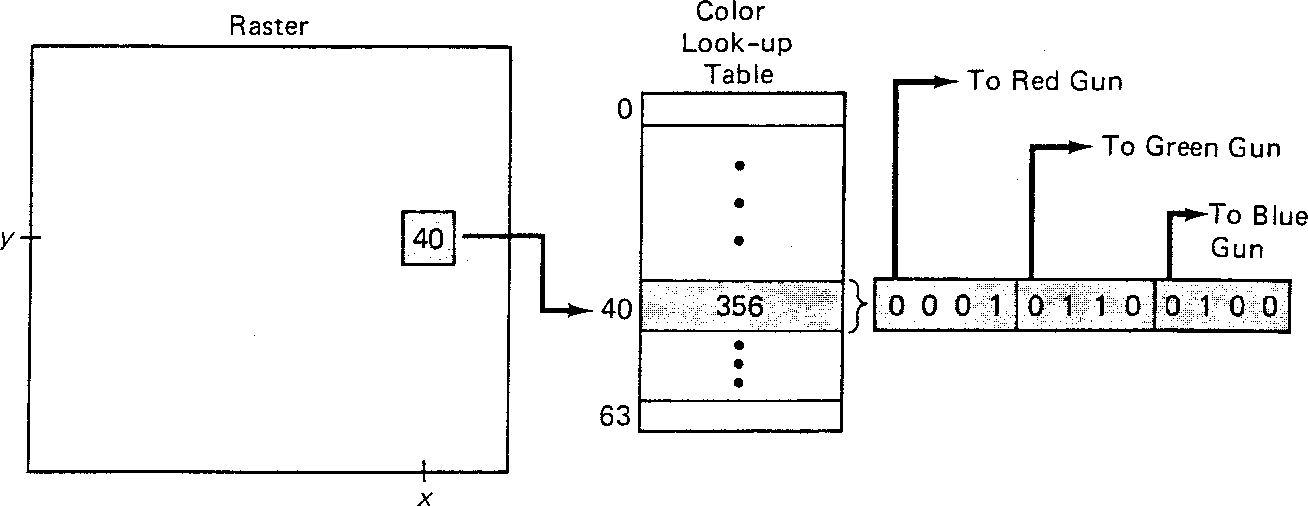 Raster
y
40
x
Color
Look-up
Table
0
40
356
63
0 0 0 1 0 1 1 0 0 1 0 0
To Red Gun
To Green Gun
To Blue
Gun